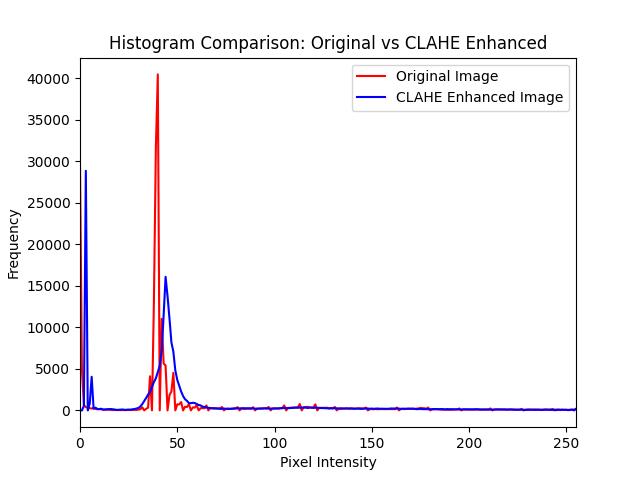 Histogram Comparison: Original vs CLAHE Enhanced
Original Image
CLAHE Enhanced Image
40000
35000
30000
25000
20000
15000
10000
5000
0
Frequency
0 50 100 150 200 250
Pixel Intensity